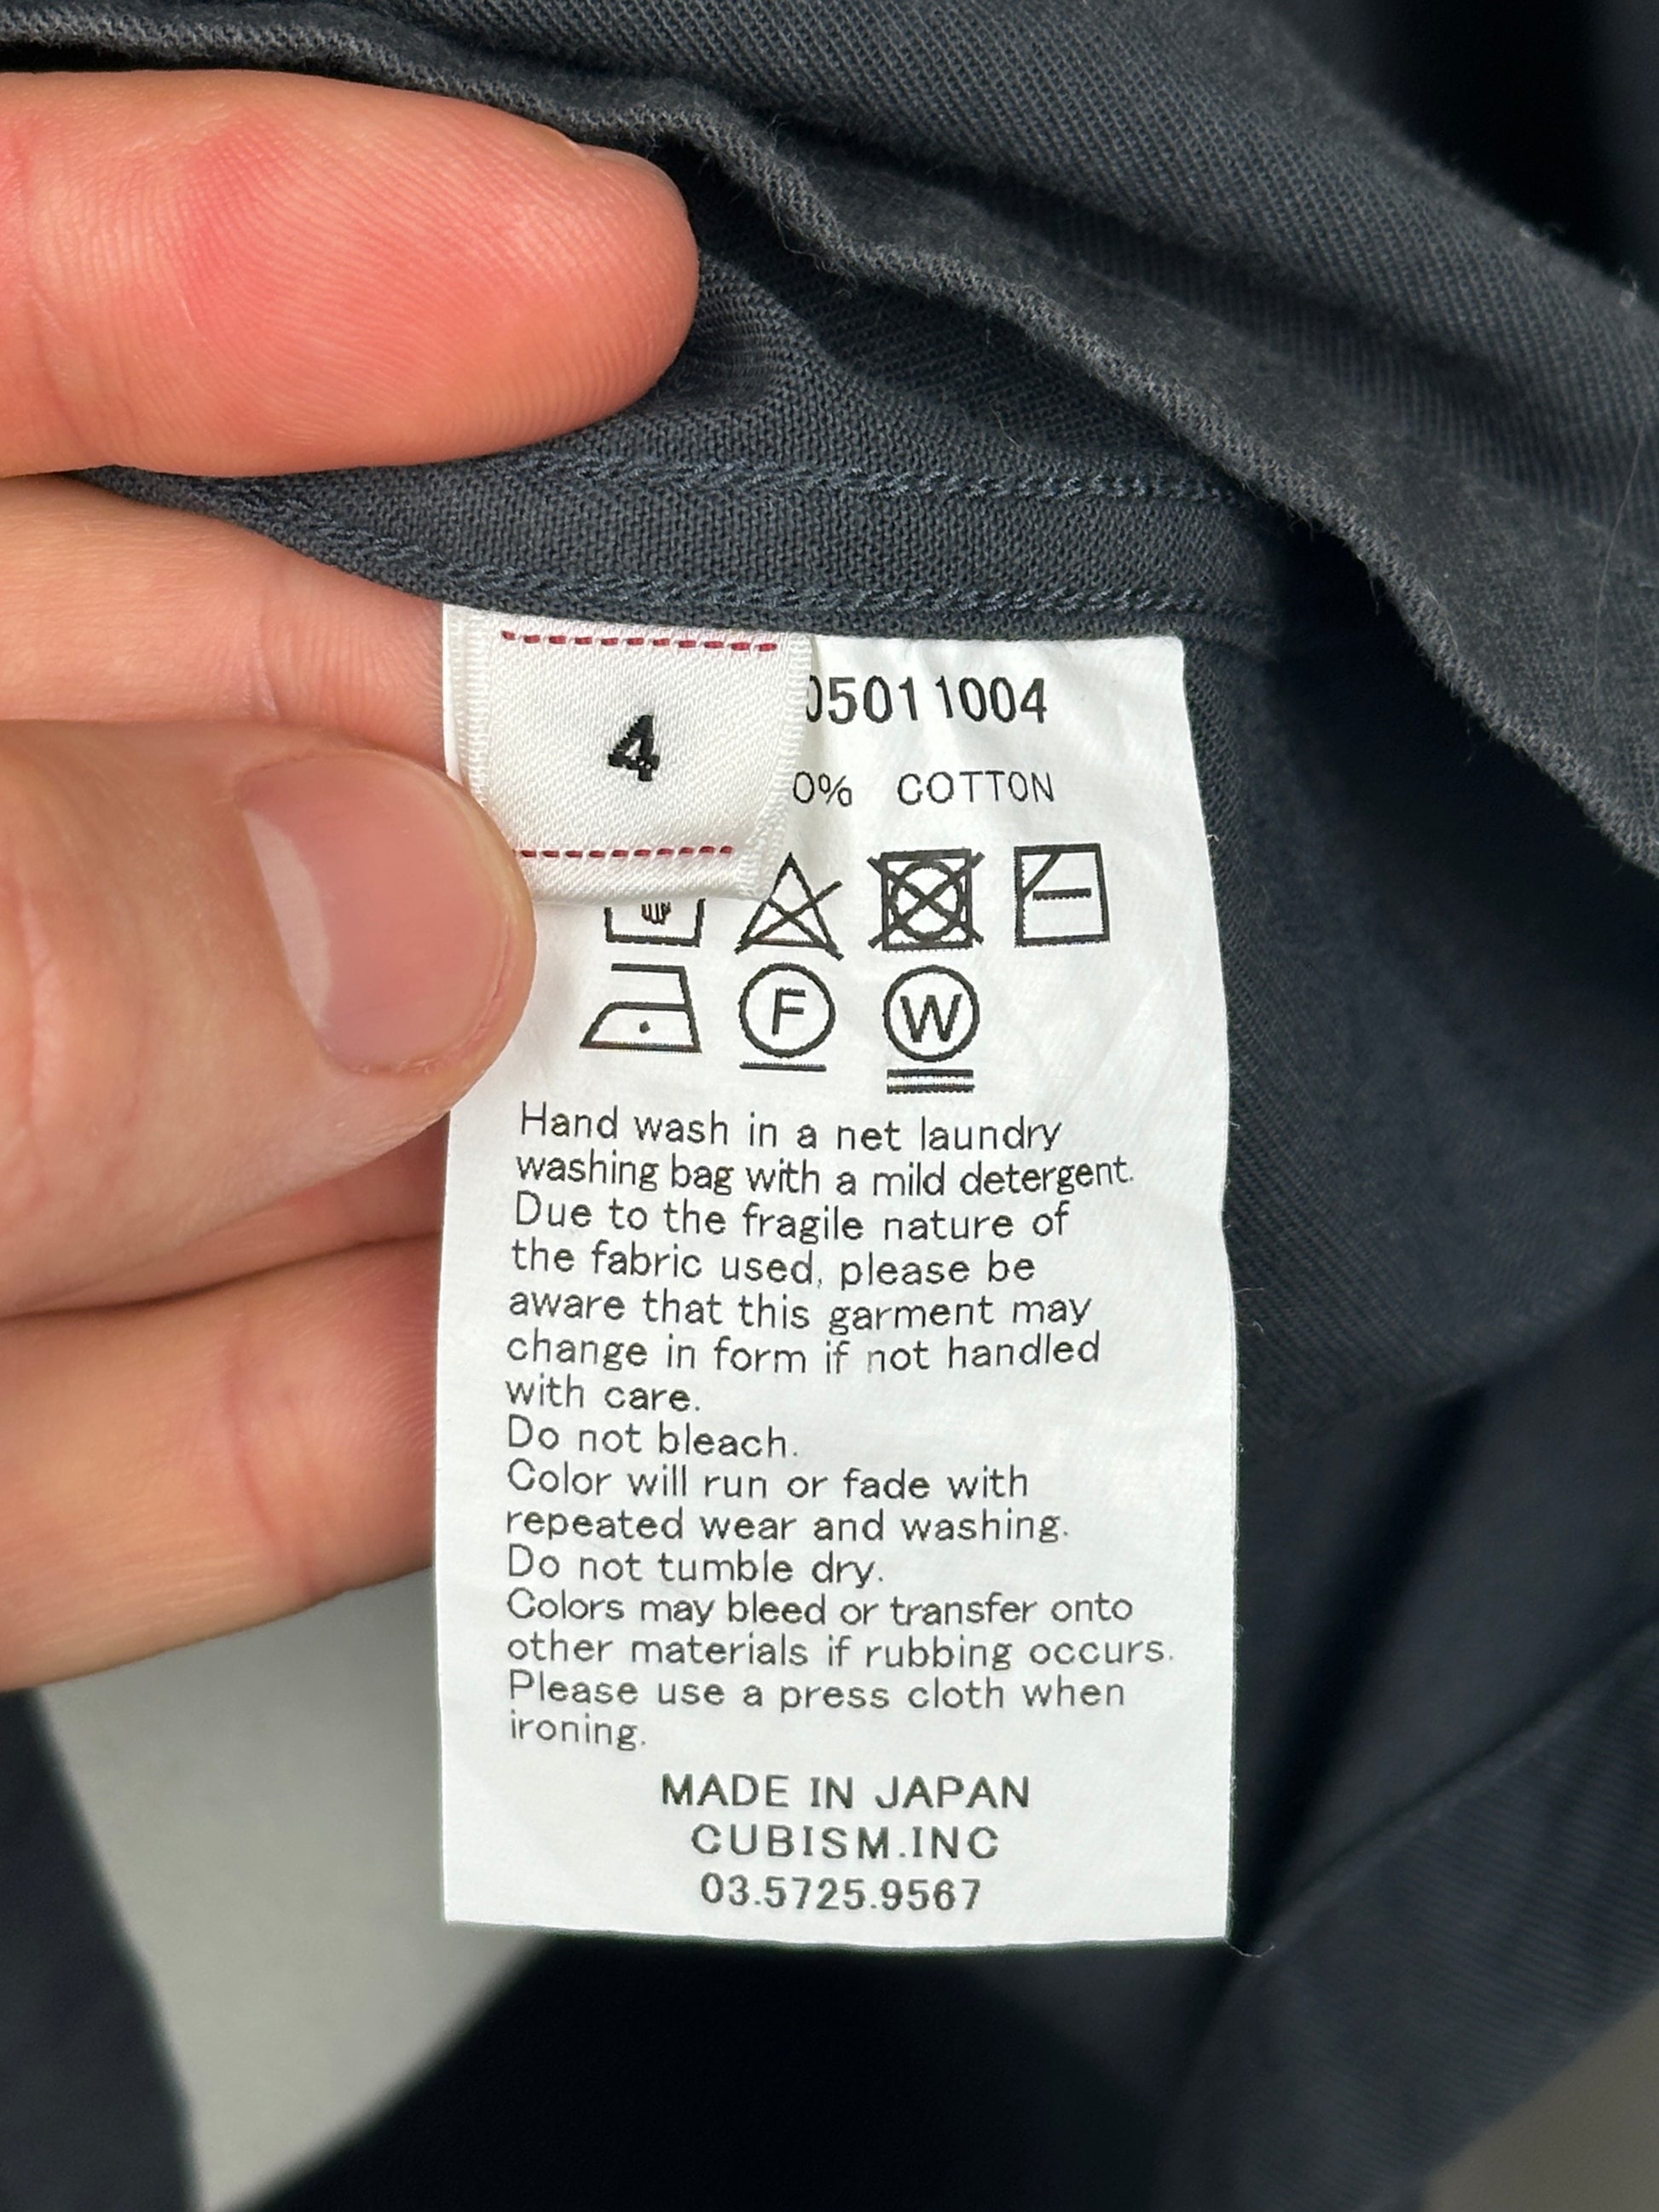 4
05011004
0% COTTON
F
W
Hand wash in a net laundry
washing bag with a mild detergent.
Due to the fragile nature of
the fabric used, please be
aware that this garment may
change in form if not handled
with care.
Do not bleach.
Color will run or fade with
repeated wear and washing.
Do not tumble dry.
Colors may bleed or transfer onto
other materials if rubbing occurs.
Please use a press cloth when
ironing.
MADE IN JAPAN
CUBISM.INC
03.5725.9567